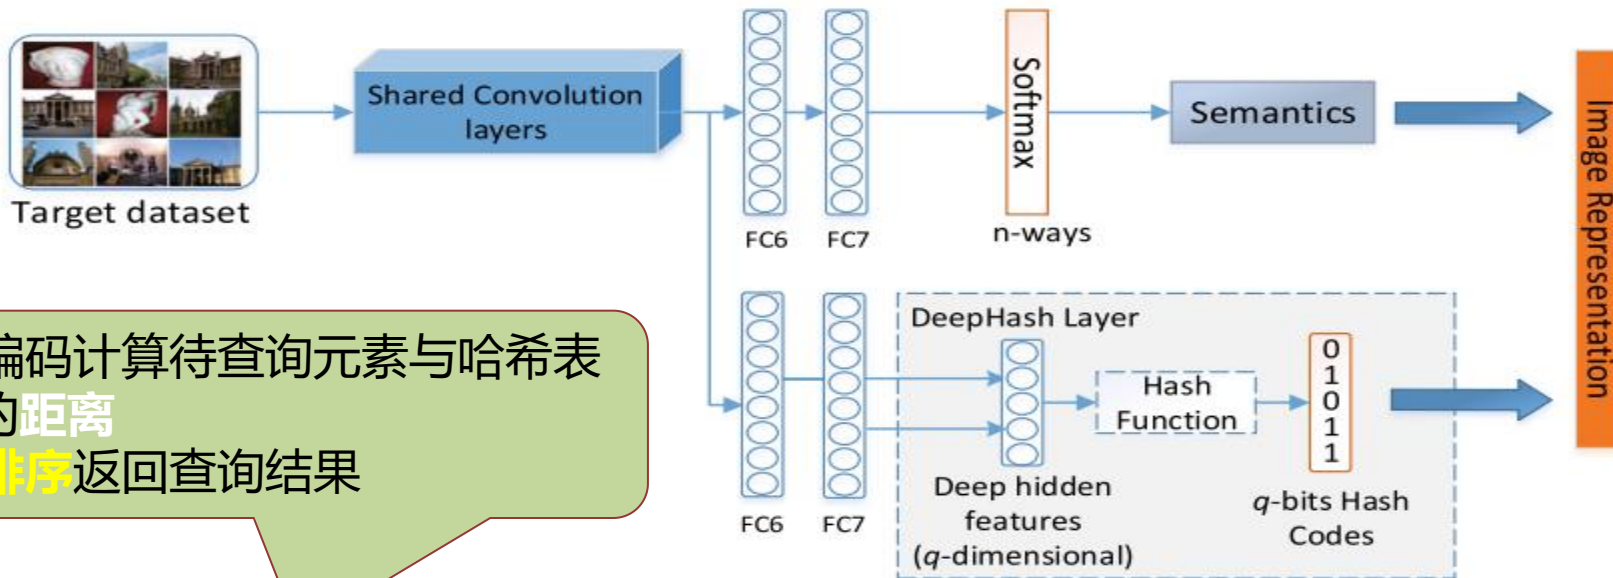 Target dataset
Shared Convolution
layers
FC6
FC7
Softmax
n-ways
Semantics
Image Representation
编码计算待查询元素与哈希表
的距离
排序返回查询结果
FC6
FC7
DeepHash Layer
Deep hidden
features
(q-dimensional)
Hash
Function
0
1
0
1
1
q-bits Hash
Codes